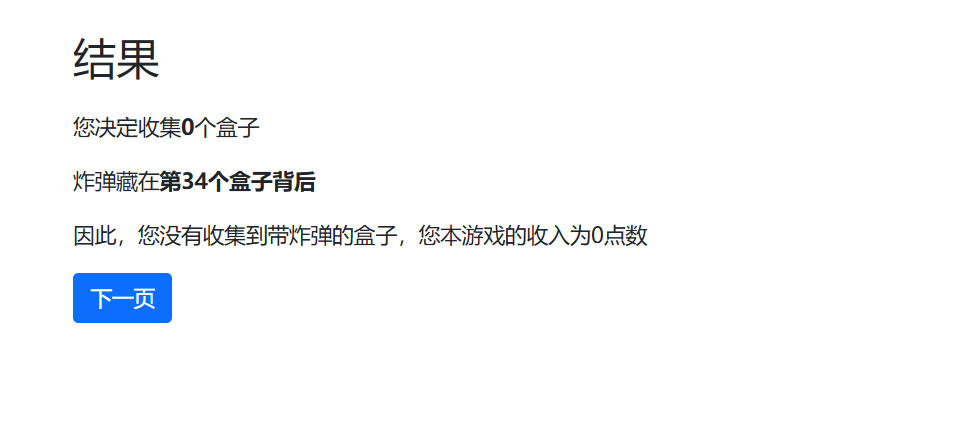 结果
您决定收集0个盒子
炸弹藏在第34个盒子背后
因此，您没有收集到带炸弹的盒子，您本游戏的收入为0点数
下一页